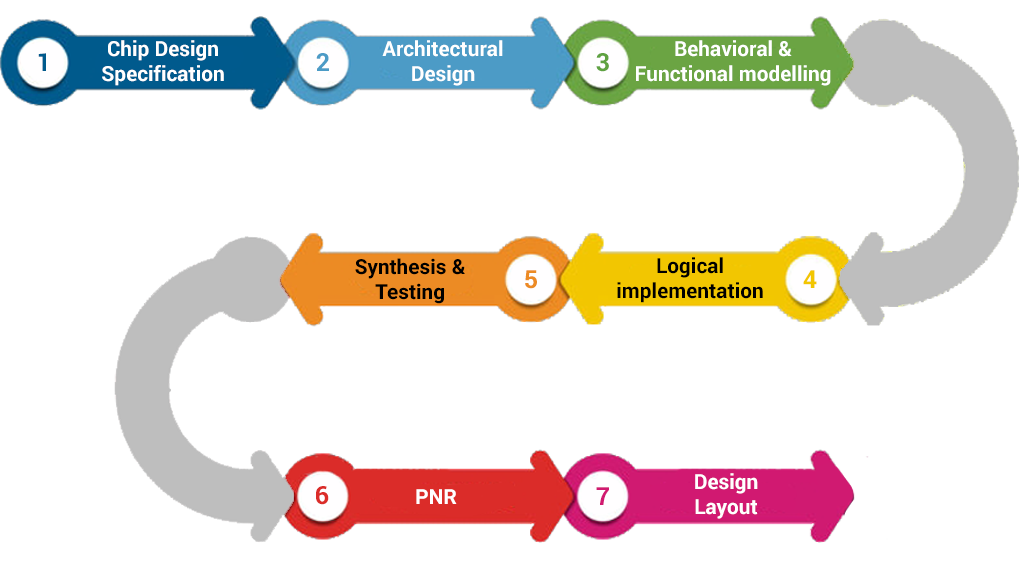 1
Chip Design
Specification
2
Architectural
Design
3
Behavioral &
Functional modelling
4
Logical
implementation
5
Synthesis &
Testing
6
PNR
7
Design
Layout